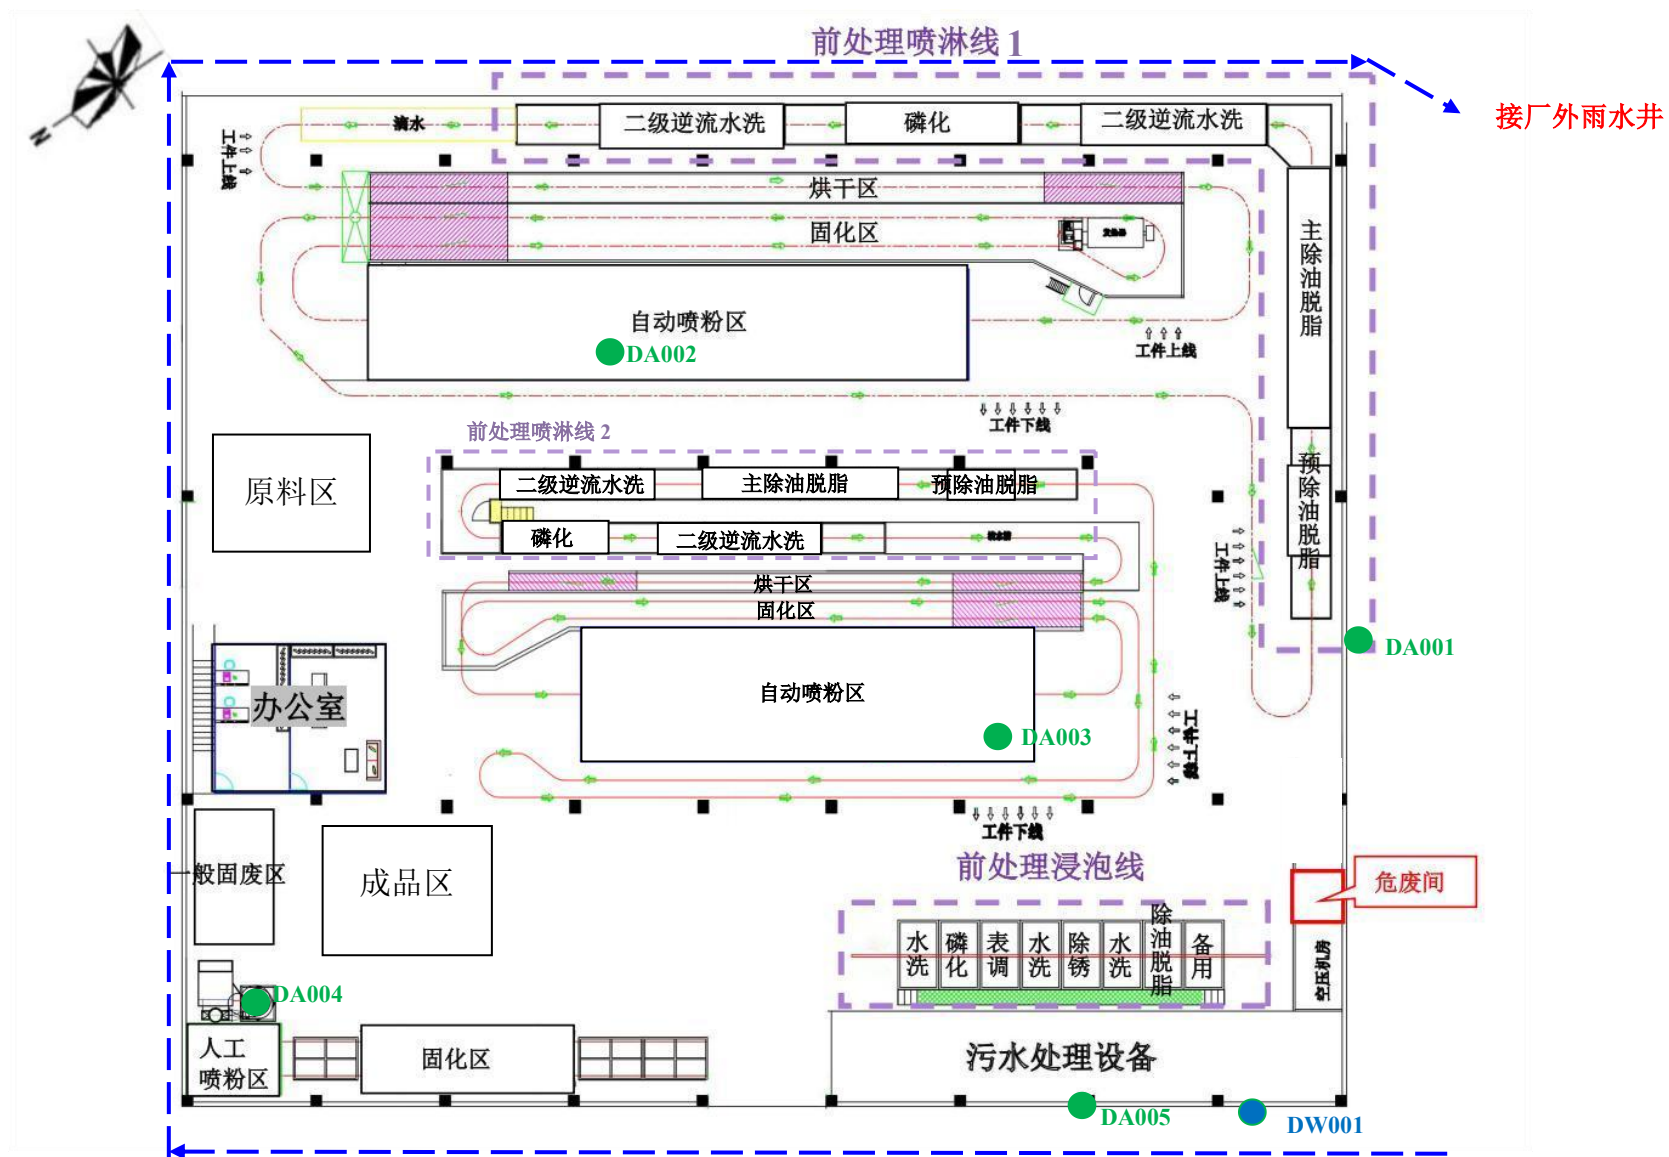 前处理喷淋线 1
接厂外雨水井
N
滴水
二级逆流水洗
磷化
二级逆流水洗
工件上线
烘干区
固化区
发热器
主除油脱脂
自动喷粉区
DA002
工件上线
工件下线
前处理喷淋线 2
原料区
二级逆流水洗
主除油脱脂
预除油脱脂
预除油脱脂
磷化
二级逆流水洗
工件上线
烘干区
固化区
DA001
办公室
自动喷粉区
DA003
工件上线
工件下线
一般固废区
成品区
前处理浸泡线
危废间
水洗
磷化
表调
水洗
除锈
水洗
除油脱脂
备用
空压机房
DA004
人工
喷粉区
固化区
污水处理设备
DA005
DW001